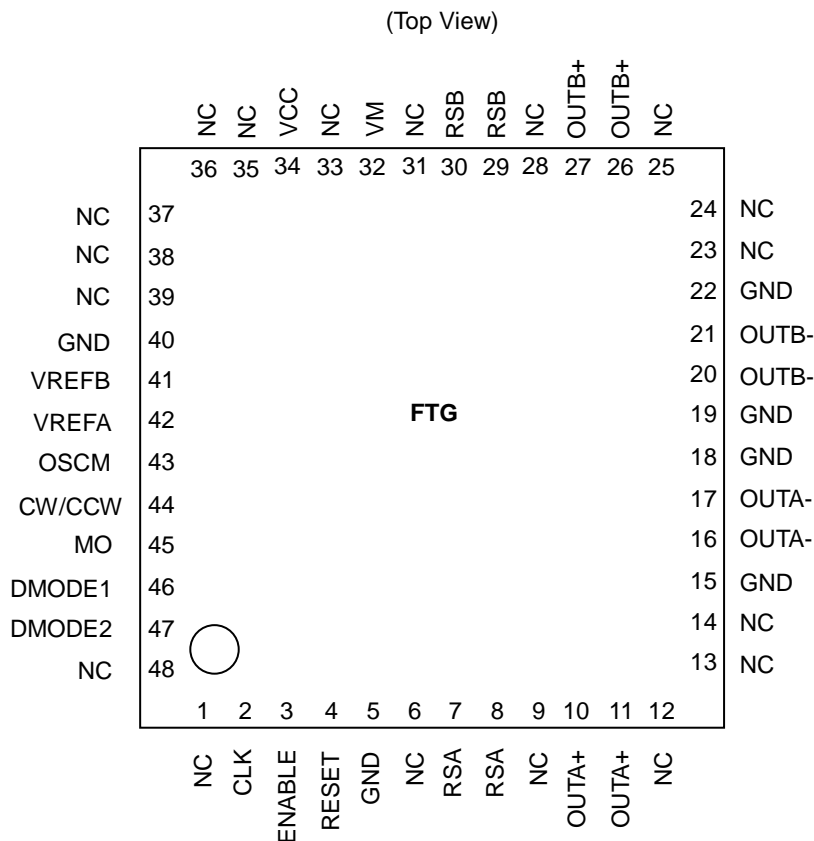 (Top View)
NC NC VCC NC VM NC RSB RSB NC OUTB+ OUTB+ NC
36 35 34 33 32 31 30 29 28 27 26 25
NC 37
NC 38
NC 39
GND 40
VREFB 41
VREFA 42
OSCM 43
CW/CCW 44
MO 45
DMODE1 46
DMODE2 47
NC 48
FTG
24 NC
23 NC
22 GND
21 OUTB-
20 OUTB-
19 GND
18 GND
17 OUTA-
16 OUTA-
15 GND
14 NC
13 NC
1 2 3 4 5 6 7 8 9 10 11 12
NC CLK ENABLE RESET GND NC RSA RSA NC OUTA+ OUTA+ NC